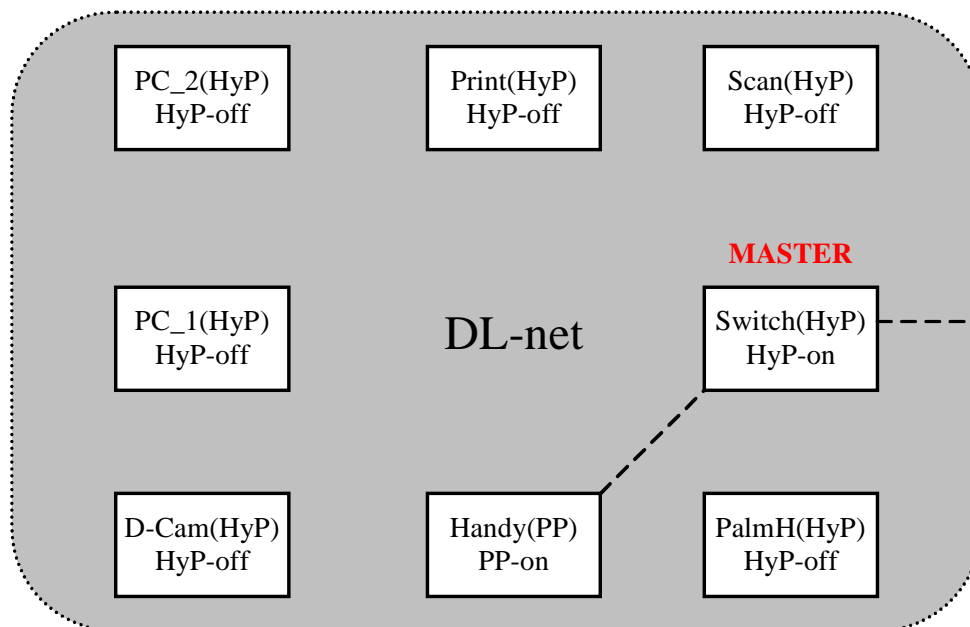 PC_2(HyP)
HyP-off
Print(HyP)
HyP-off
Scan(HyP)
HyP-off
MASTER
PC_1(HyP)
HyP-off
DL-net
Switch(HyP)
HyP-on
D-Cam(HyP)
HyP-off
Handy(PP)
PP-on
PalmH(HyP)
HyP-off